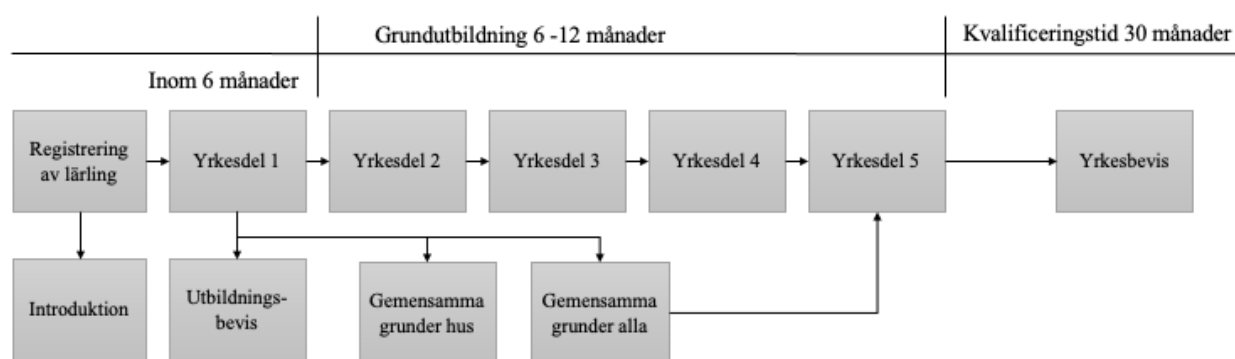 Grundutbildning 6 -12 månader
Kvalificeringstid 30 månader
Inom 6 månader
Registrering
av lärling
Yrkesdel 1
Yrkesdel 2
Yrkesdel 3
Yrkesdel 4
Yrkesdel 5
Yrkesbevis
Introduktion
Utbildnings-
bevis
Gemensamma
grunder hus
Gemensamma
grunder alla